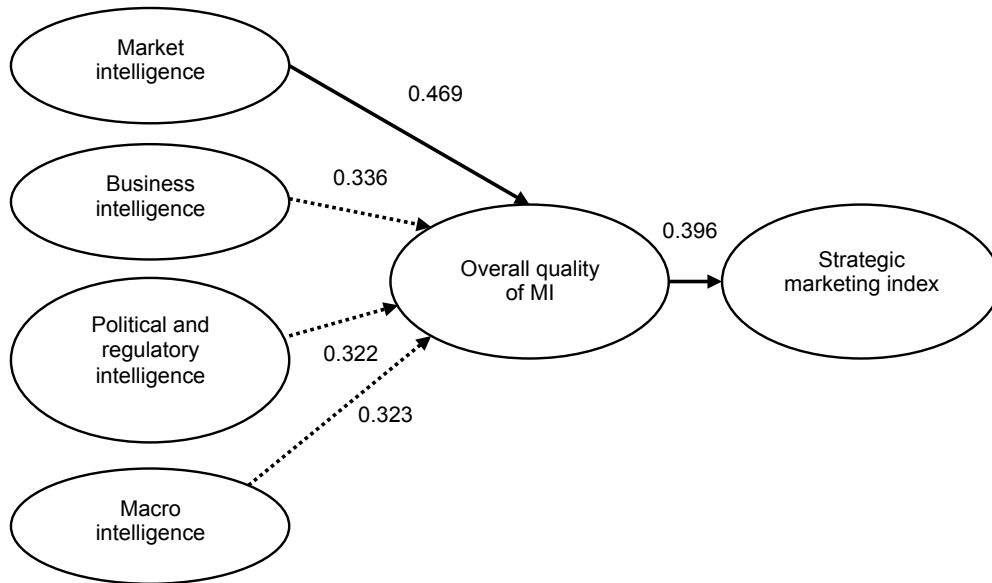 Market
intelligence
0.469
Business
intelligence
0.336
Political and
regulatory
intelligence
0.322
Macro
intelligence
0.323
Overall quality
of MI
0.396
Strategic
marketing index